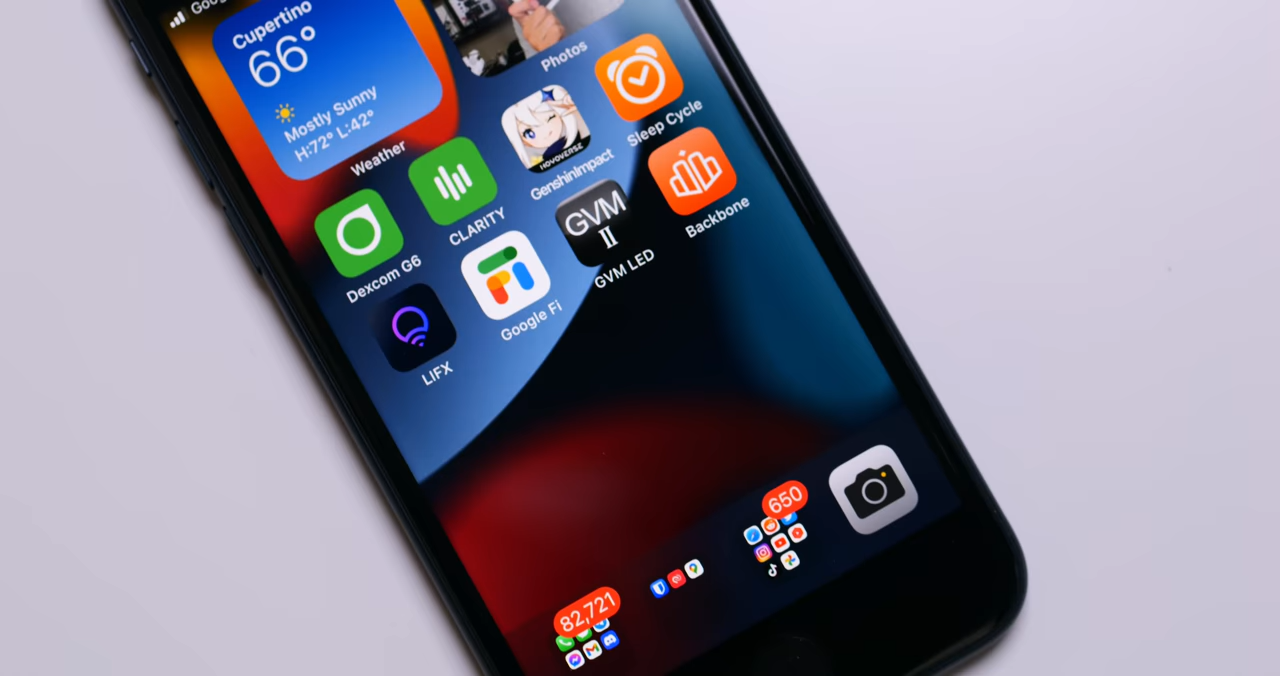 Goog
Cupertino
66°
Mostly Sunny
H:72° L:42°
Weather
Photos
Dexcom G6
CLARITY
HOYOVERSE
GenshinImpact
Sleep Cycle
LIFX
Google Fi
GVM
II
GVM LED
Backbone
82,721
650